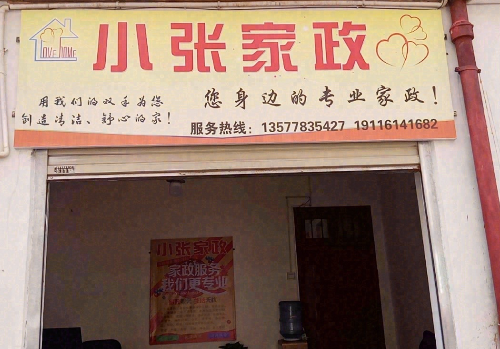 LOVE HOME
小张家政
用我们的双手为您
创造清洁、舒心的家!
您身边的专业家政!
服务热线: 13577835427 19116141682
小张家政
家政服务
我们更专业